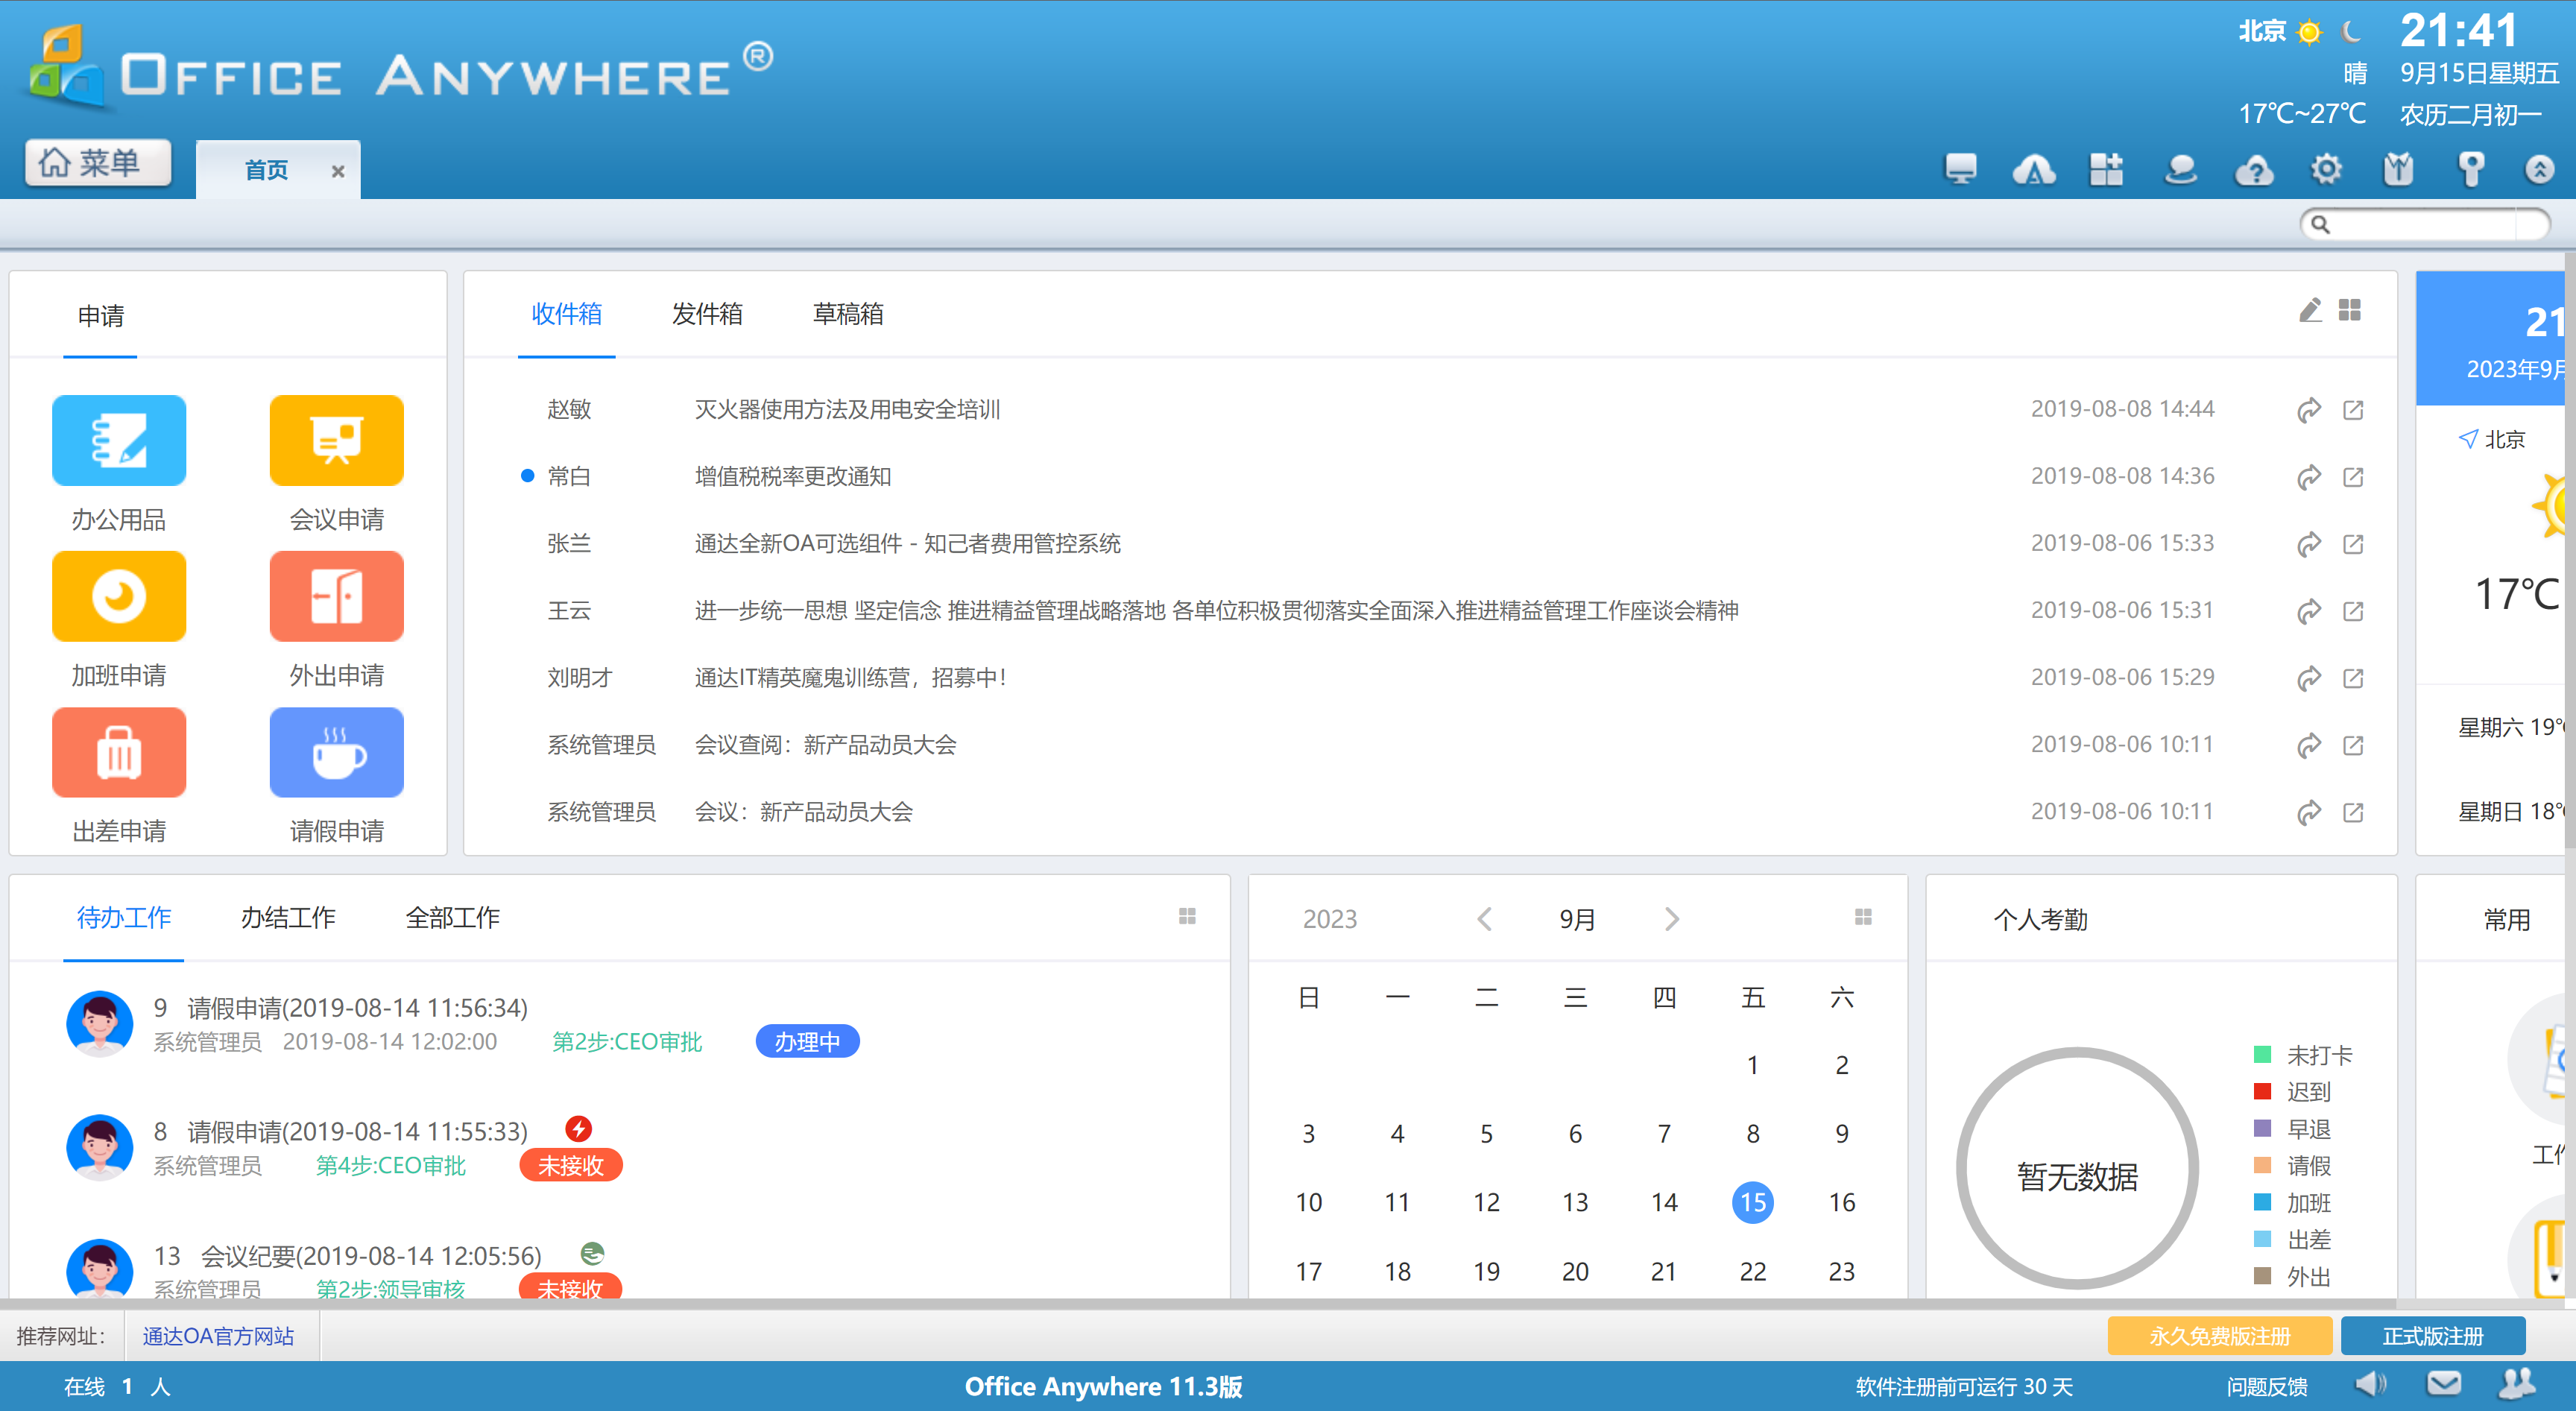 OFFICE ANYWHERE®
北京
21:41
晴
9月15日星期五
17℃~27℃
农历二月初一
菜单
首页
申请
办公用品
会议申请
加班申请
外出申请
出差申请
请假申请
收件箱 发件箱 草稿箱
赵敏 灭火器使用方法及用电安全培训 2019-08-08 14:44
常白 增值税税率更改通知 2019-08-08 14:36
张兰 通达全新OA可选组件 - 知己者费用管控系统 2019-08-06 15:33
王云 进一步统一思想 坚定信念 推进精益管理战略落地 各单位积极贯彻落实全面深入推进精益管理工作座谈会精神 2019-08-06 15:31
刘明才 通达IT精英魔鬼训练营，招募中！ 2019-08-06 15:29
系统管理员 会议查阅：新产品动员大会 2019-08-06 10:11
系统管理员 会议：新产品动员大会 2019-08-06 10:11
21
2023年9月
北京
17℃
星期六 19℃
星期日 18℃
待办工作 办结工作 全部工作
9 请假申请(2019-08-14 11:56:34)
系统管理员 2019-08-14 12:02:00 第2步:CEO审批 办理中
8 请假申请(2019-08-14 11:55:33)
系统管理员 第4步:CEO审批 未接收
13 会议纪要(2019-08-14 12:05:56)
系统管理员 第2步:领导审核 未接收
2023 9月
日 一 二 三 四 五 六
1 2
3 4 5 6 7 8 9
10 11 12 13 14 15 16
17 18 19 20 21 22 23
个人考勤
暂无数据
未打卡
迟到
早退
请假
加班
出差
外出
常用
工作
推荐网址： 通达OA官方网站
永久免费版注册 正式版注册
在线 1 人
Office Anywhere 11.3版
软件注册前可运行 30 天
问题反馈